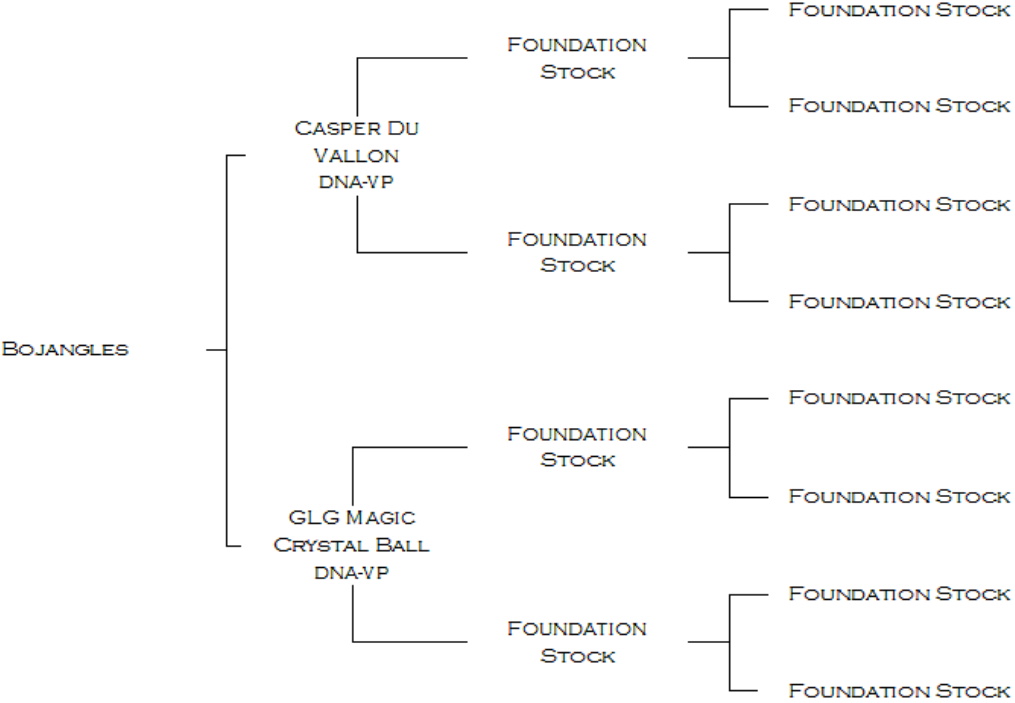 Foundation Stock
Foundation
Stock
Foundation Stock
Casper Du
Vallon
DNA-VP
Foundation Stock
Foundation
Stock
Foundation Stock
Bojangles
Foundation Stock
Foundation
Stock
Foundation Stock
GLG Magic
Crystal Ball
DNA-VP
Foundation Stock
Foundation
Stock
Foundation Stock